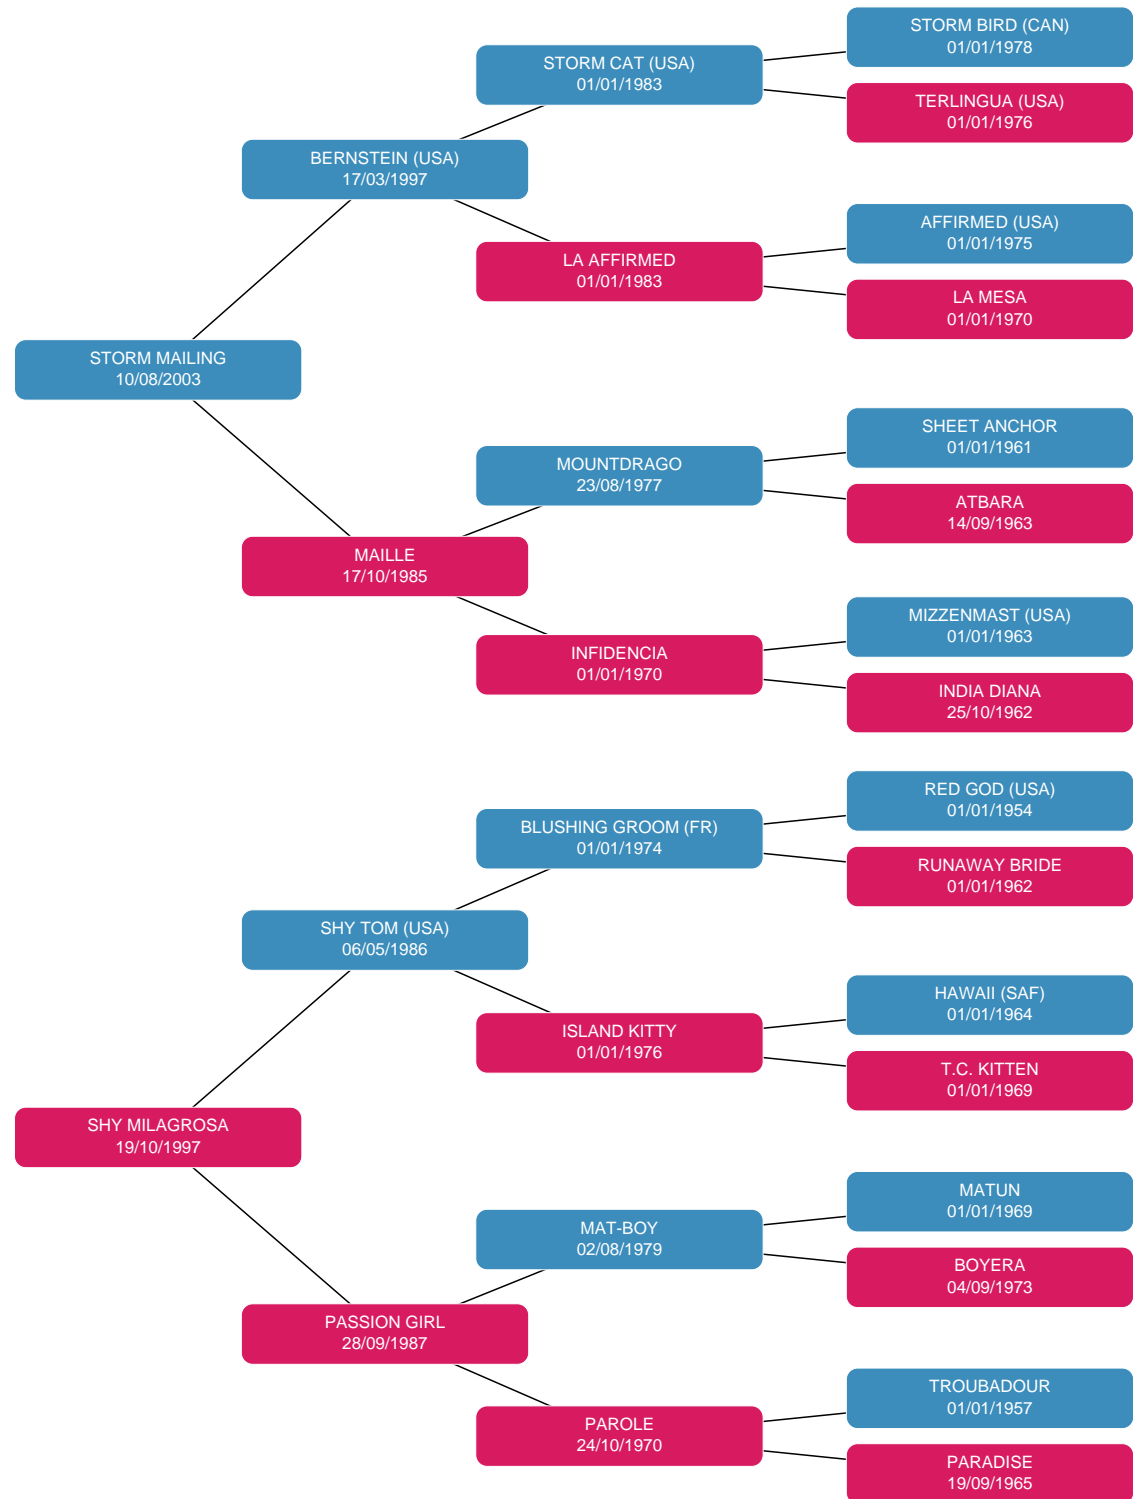 STORM BIRD (CAN)
01/01/1978
STORM CAT (USA)
01/01/1983
TERLINGUA (USA)
01/01/1976
BERNSTEIN (USA)
17/03/1997
AFFIRMED (USA)
01/01/1975
LA AFFIRMED
01/01/1983
LA MESA
01/01/1970
STORM MAILING
10/08/2003
SHEET ANCHOR
01/01/1961
MOUNTDRAGO
23/08/1977
ATBARA
14/09/1963
MAILLE
17/10/1985
MIZZENMAST (USA)
01/01/1963
INFIDENCIA
01/01/1970
INDIA DIANA
25/10/1962
RED GOD (USA)
01/01/1954
BLUSHING GROOM (FR)
01/01/1974
RUNAWAY BRIDE
01/01/1962
SHY TOM (USA)
06/05/1986
HAWAII (SAF)
01/01/1964
ISLAND KITTY
01/01/1976
T.C. KITTEN
01/01/1969
SHY MILAGROSA
19/10/1997
MATUN
01/01/1969
MAT-BOY
02/08/1979
BOYERA
04/09/1973
PASSION GIRL
28/09/1987
TROUBADOUR
01/01/1957
PAROLE
24/10/1970
PARADISE
19/09/1965